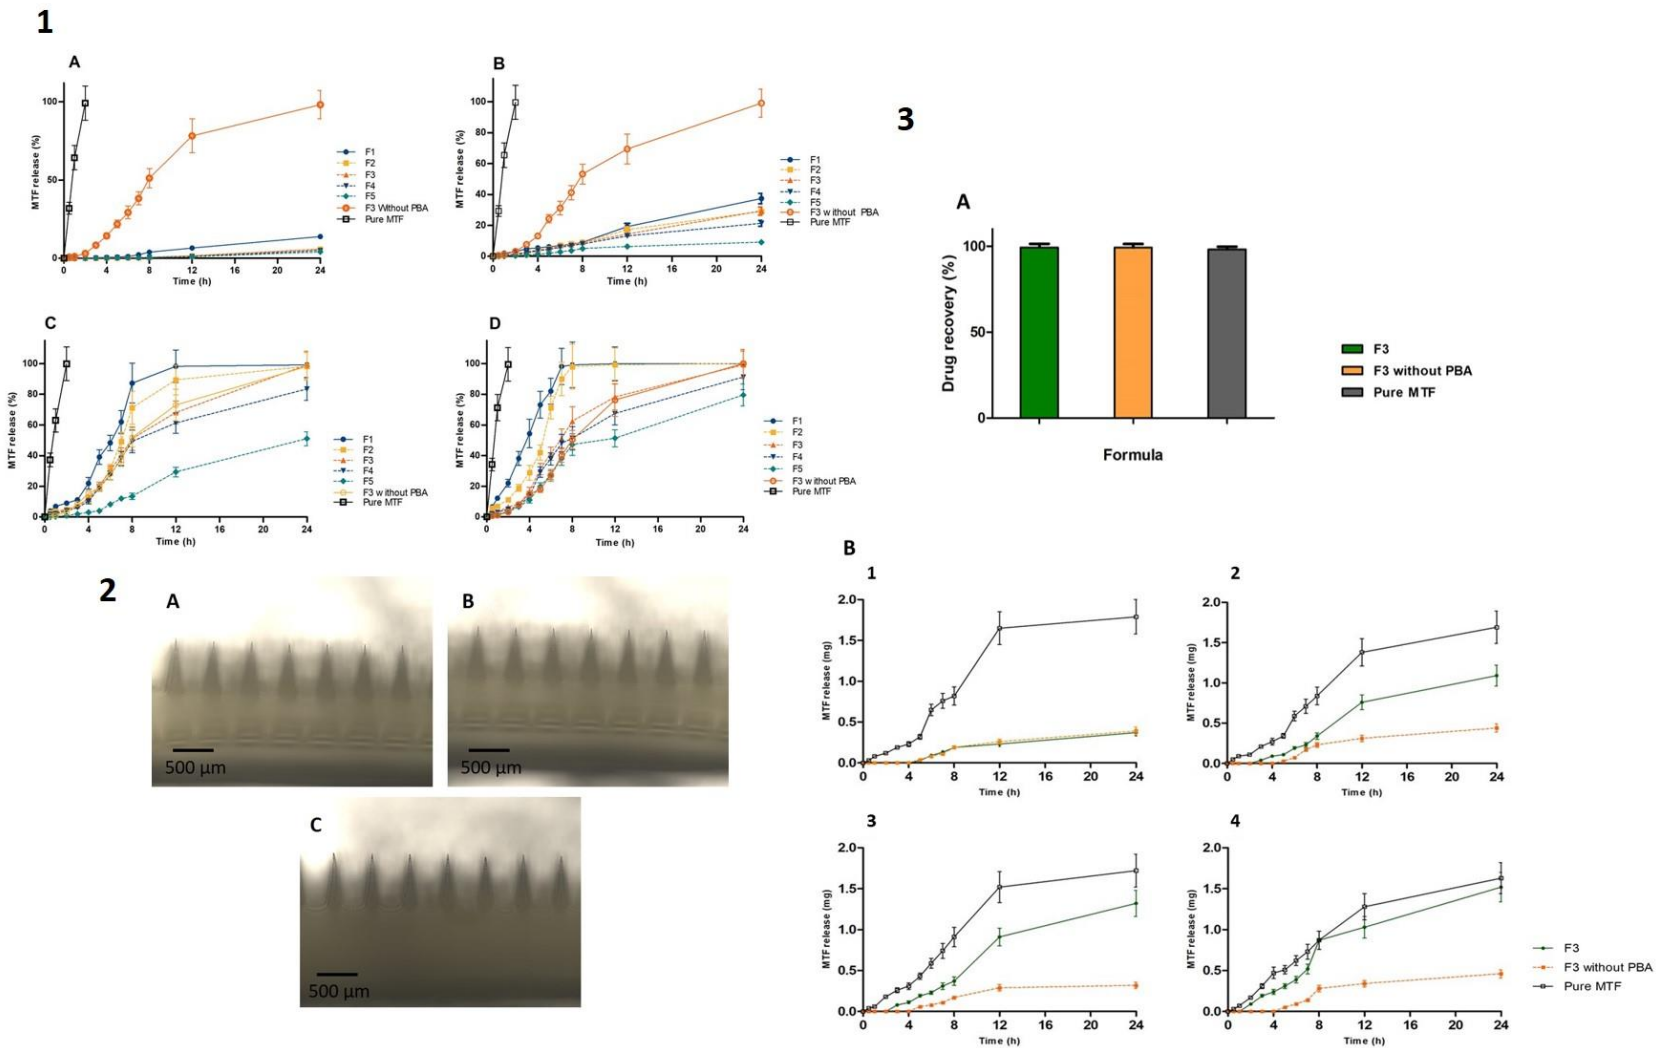 1
A
MTF release (%)
100
50
0
0 4 8 12 16 20 24
Time (h)
F1
F2
F3
F4
F5
F3 Without PBA
Pure MTF
B
MTF release (%)
100
80
60
40
20
0
0 4 8 12 16 20 24
Time (h)
F1
F2
F3
F4
F5
F3 without PBA
Pure MTF
C
MTF release (%)
100
80
60
40
20
0
0 4 8 12 16 20 24
Time (h)
F1
F2
F3
F4
F5
F3 without PBA
Pure MTF
D
MTF release (%)
100
80
60
40
20
0
0 4 8 12 16 20 24
Time (h)
F1
F2
F3
F4
F5
F3 without PBA
Pure MTF
2
A
500 µm
B
500 µm
C
500 µm
3
A
Drug recovery (%)
100
50
0
Formula
F3
F3 without PBA
Pure MTF
B
1
MTF release (mg)
2.0
1.5
1.0
0.5
0.0
0 4 8 12 16 20 24
Time (h)
2
MTF release (mg)
2.0
1.5
1.0
0.5
0.0
0 4 8 12 16 20 24
Time (h)
3
MTF release (mg)
2.0
1.5
1.0
0.5
0.0
0 4 8 12 16 20 24
Time (h)
4
MTF release (mg)
2.0
1.5
1.0
0.5
0.0
0 4 8 12 16 20 24
Time (h)
F3
F3 without PBA
Pure MTF